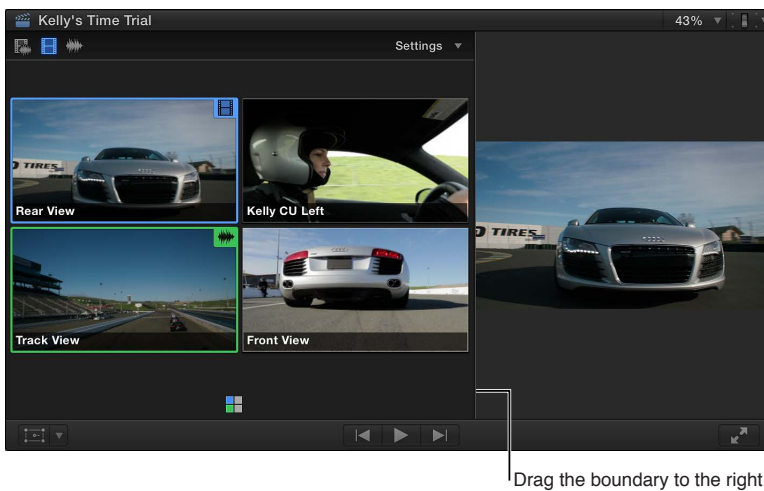 Kelly's Time Trial
43%
Settings
TIRES
Rear View
Kelly CU Left
O TIRES
Track View
Front View
Drag the boundary to the right